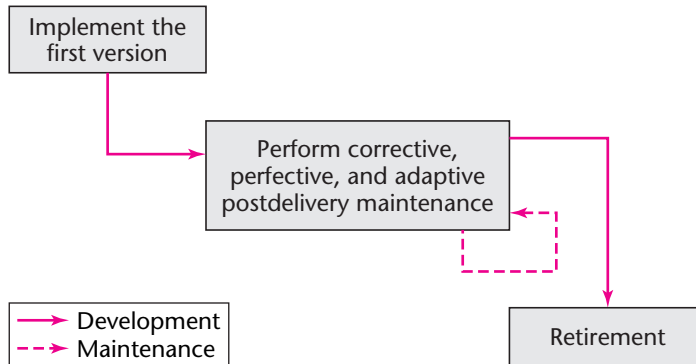 Implement the
first version
Perform corrective,
perfective, and adaptive
postdelivery maintenance
Development
Maintenance
Retirement